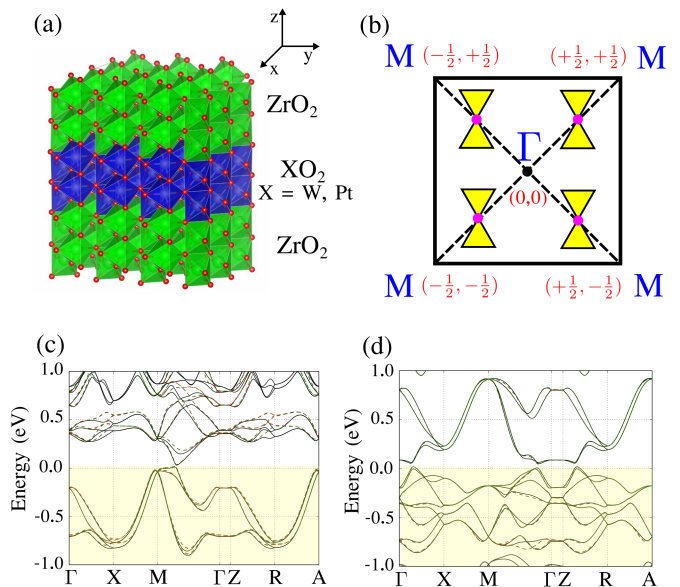 (a)
z
y
x
ZrO₂
XO₂
X = W, Pt
ZrO₂
(b)
M (−1/2, +1/2)
(+1/2, +1/2) M
Γ
(0,0)
M (−1/2, −1/2)
(+1/2, −1/2) M
(c)
Energy (eV)
1.0
0.5
0.0
-0.5
-1.0
Γ X M Γ Z R A
(d)
Energy (eV)
1.0
0.5
0.0
-0.5
-1.0
Γ X M Γ Z R A